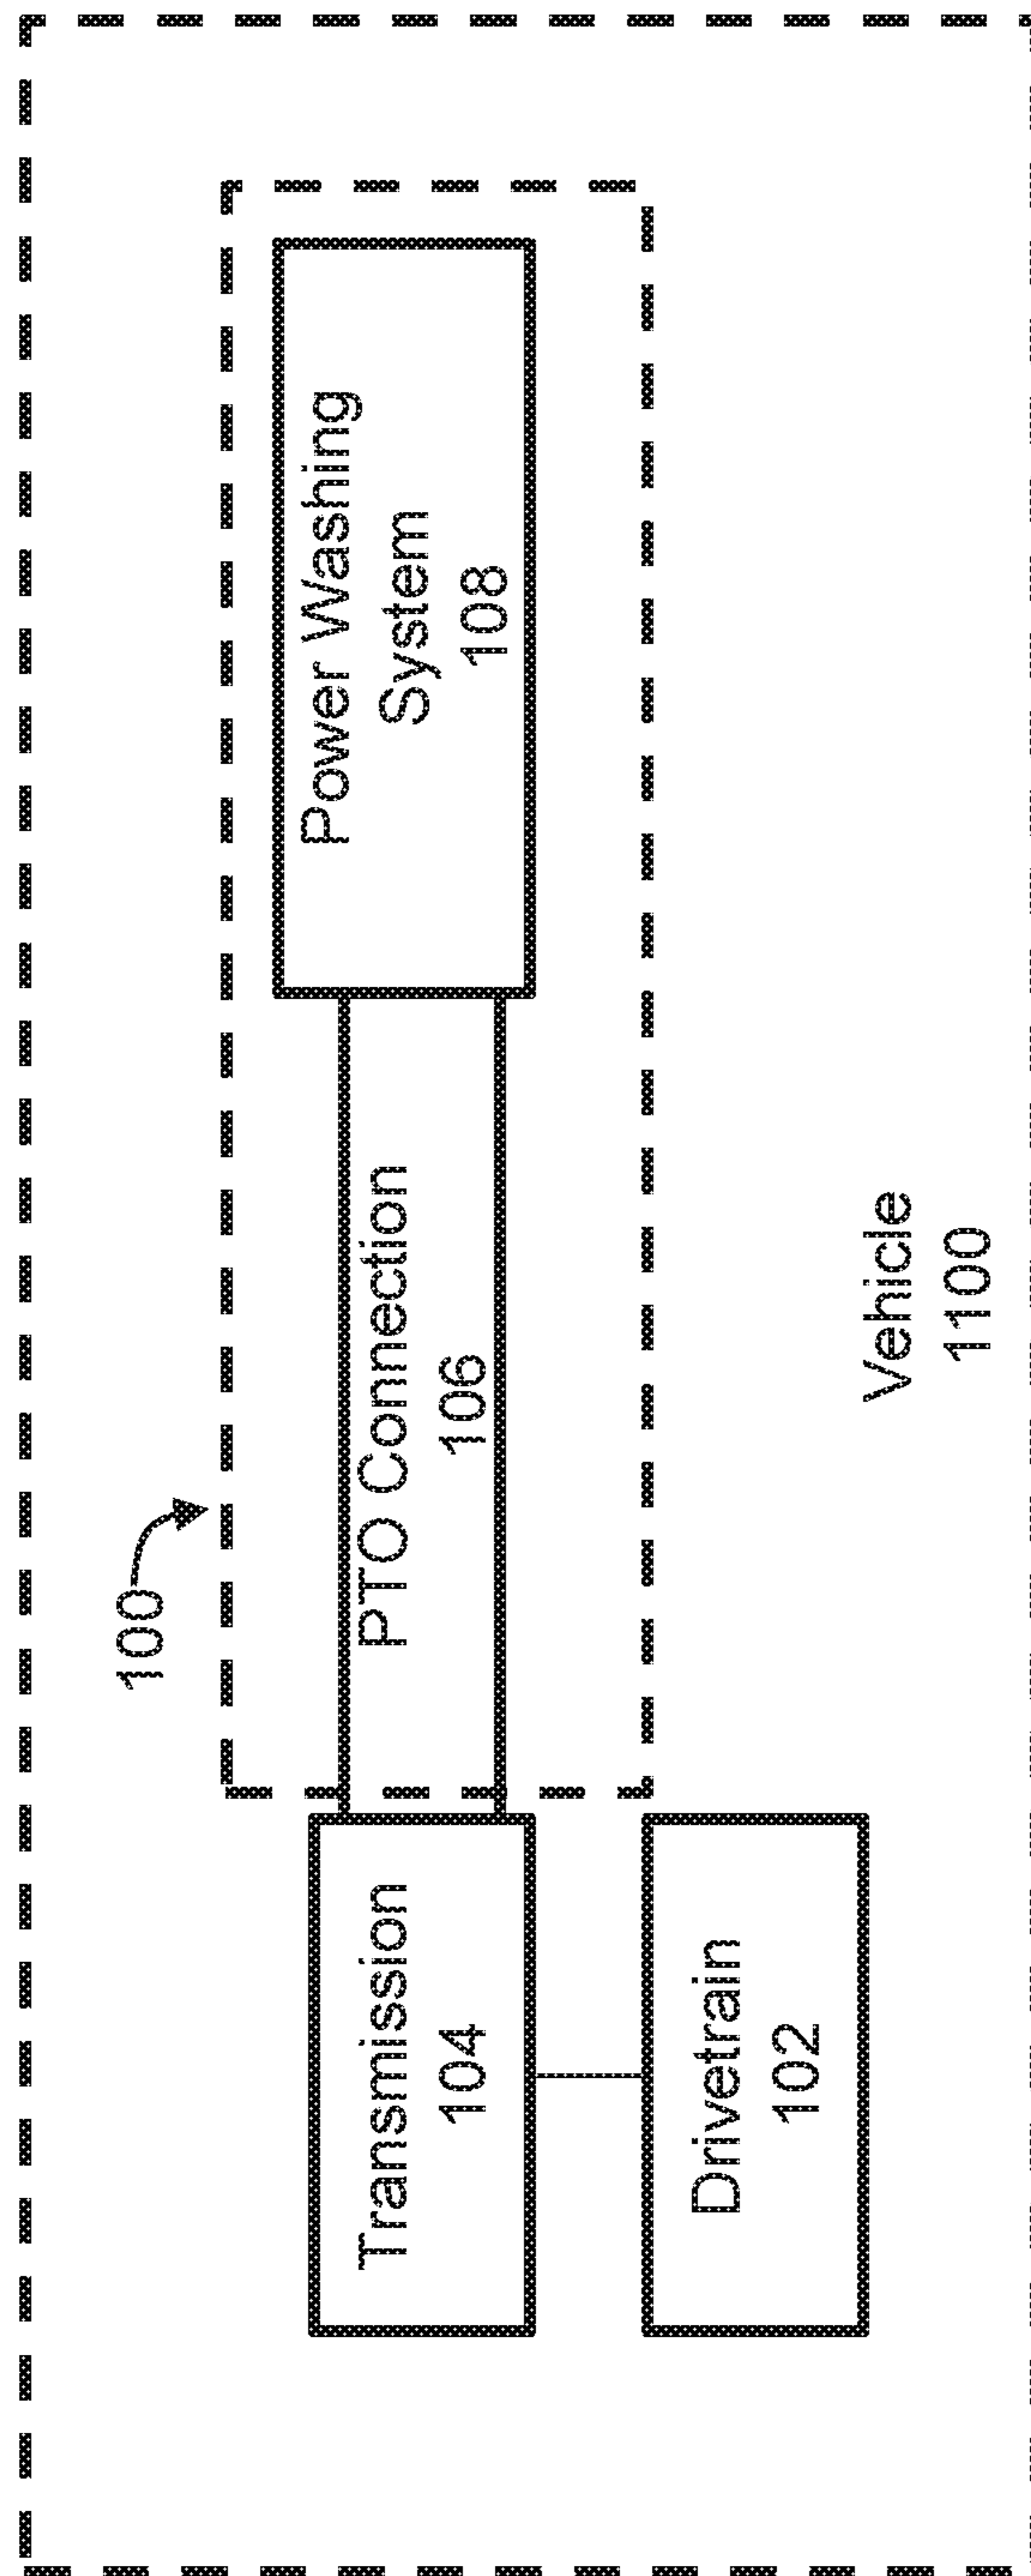 100
Transmission
104
PTO Connection
106
Power Washing
System
108
Drivetrain
102
Vehicle
1100